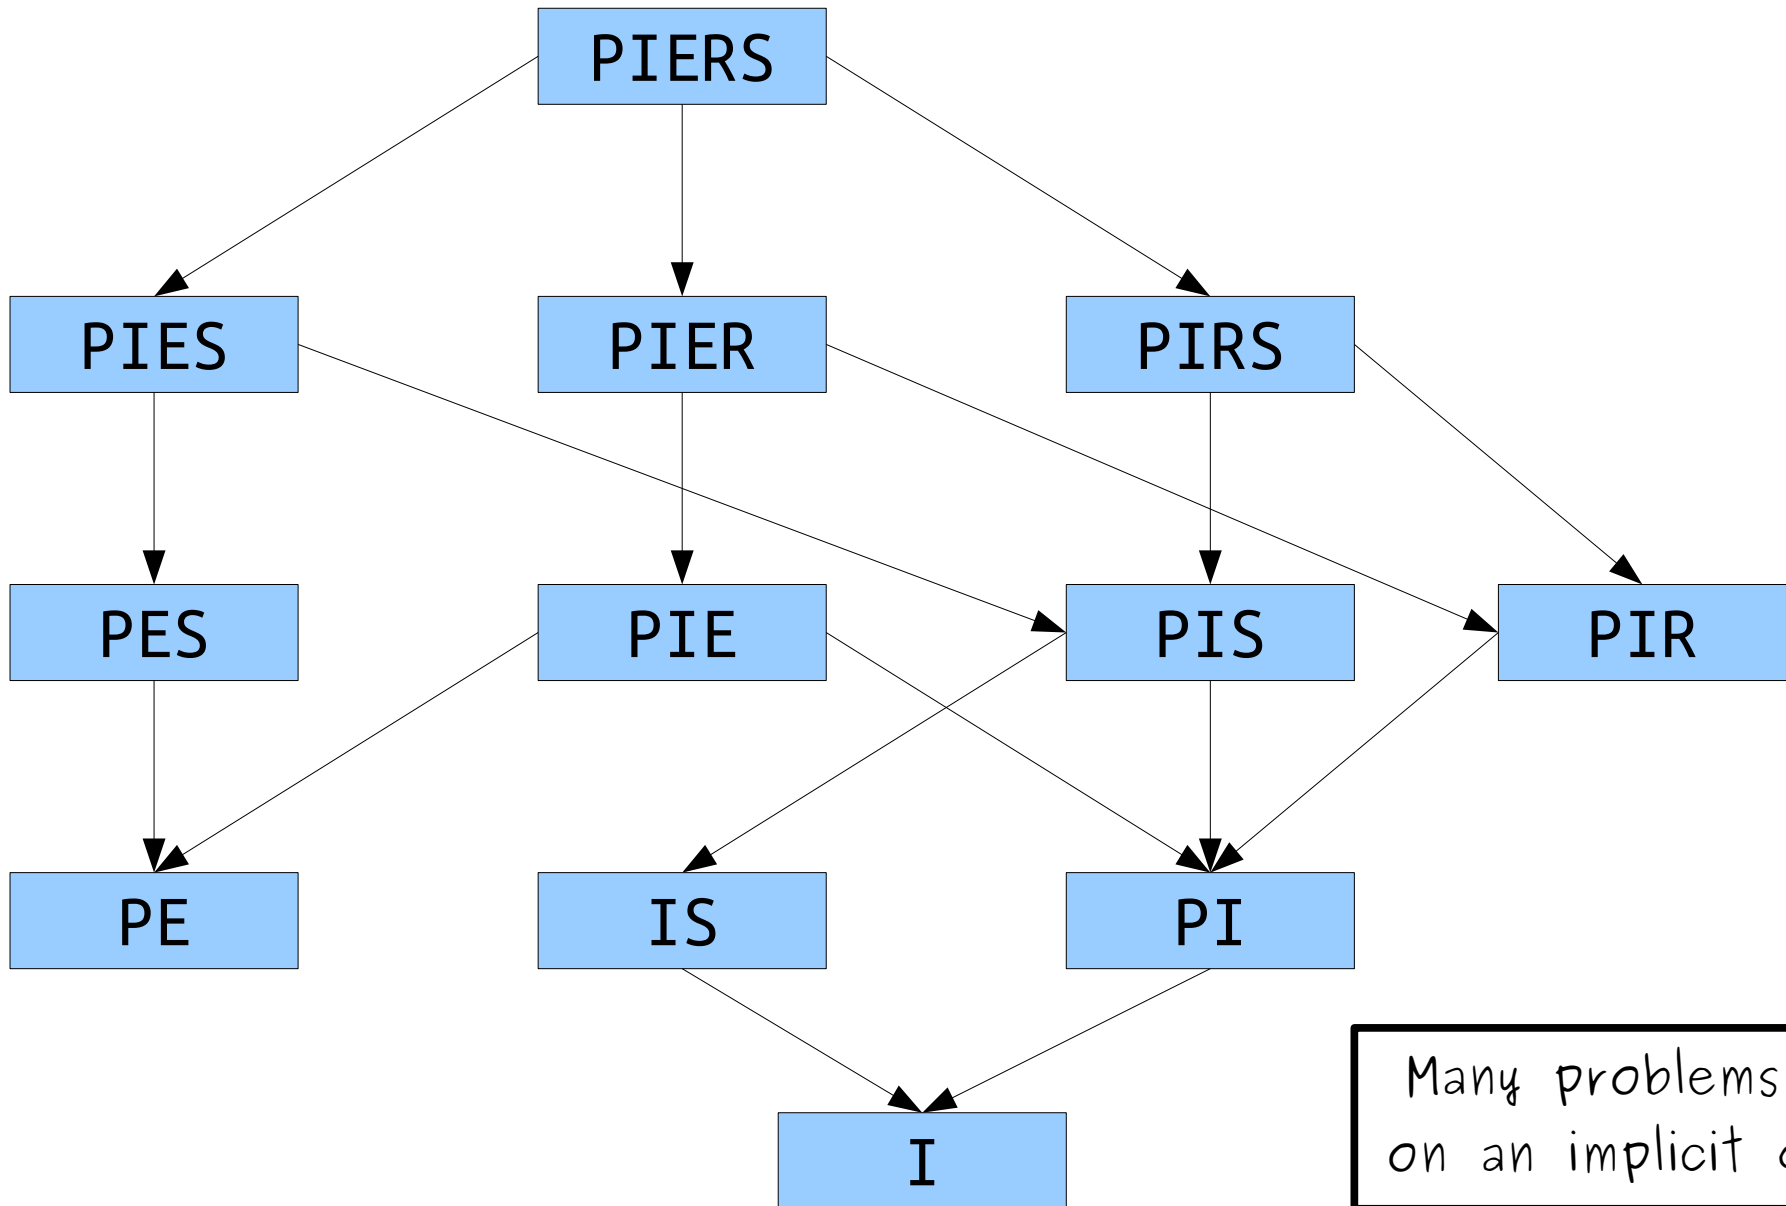 PIERS
PIES
PIER
PIRS
PES
PIE
PIS
PIR
PE
IS
PI
I
Many problems
on an implicit